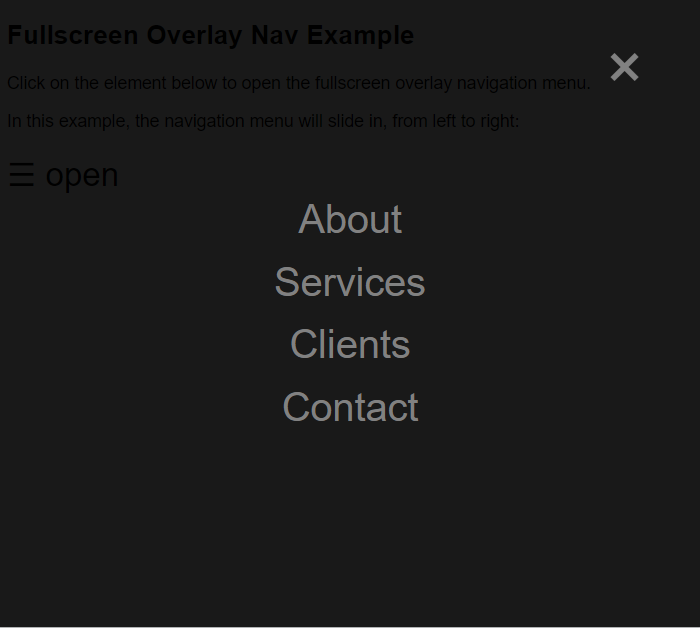 Fullscreen Overlay Nav Example
×
Click on the element below to open the fullscreen overlay navigation menu.
In this example, the navigation menu will slide in, from left to right:
☰ open
About
Services
Clients
Contact